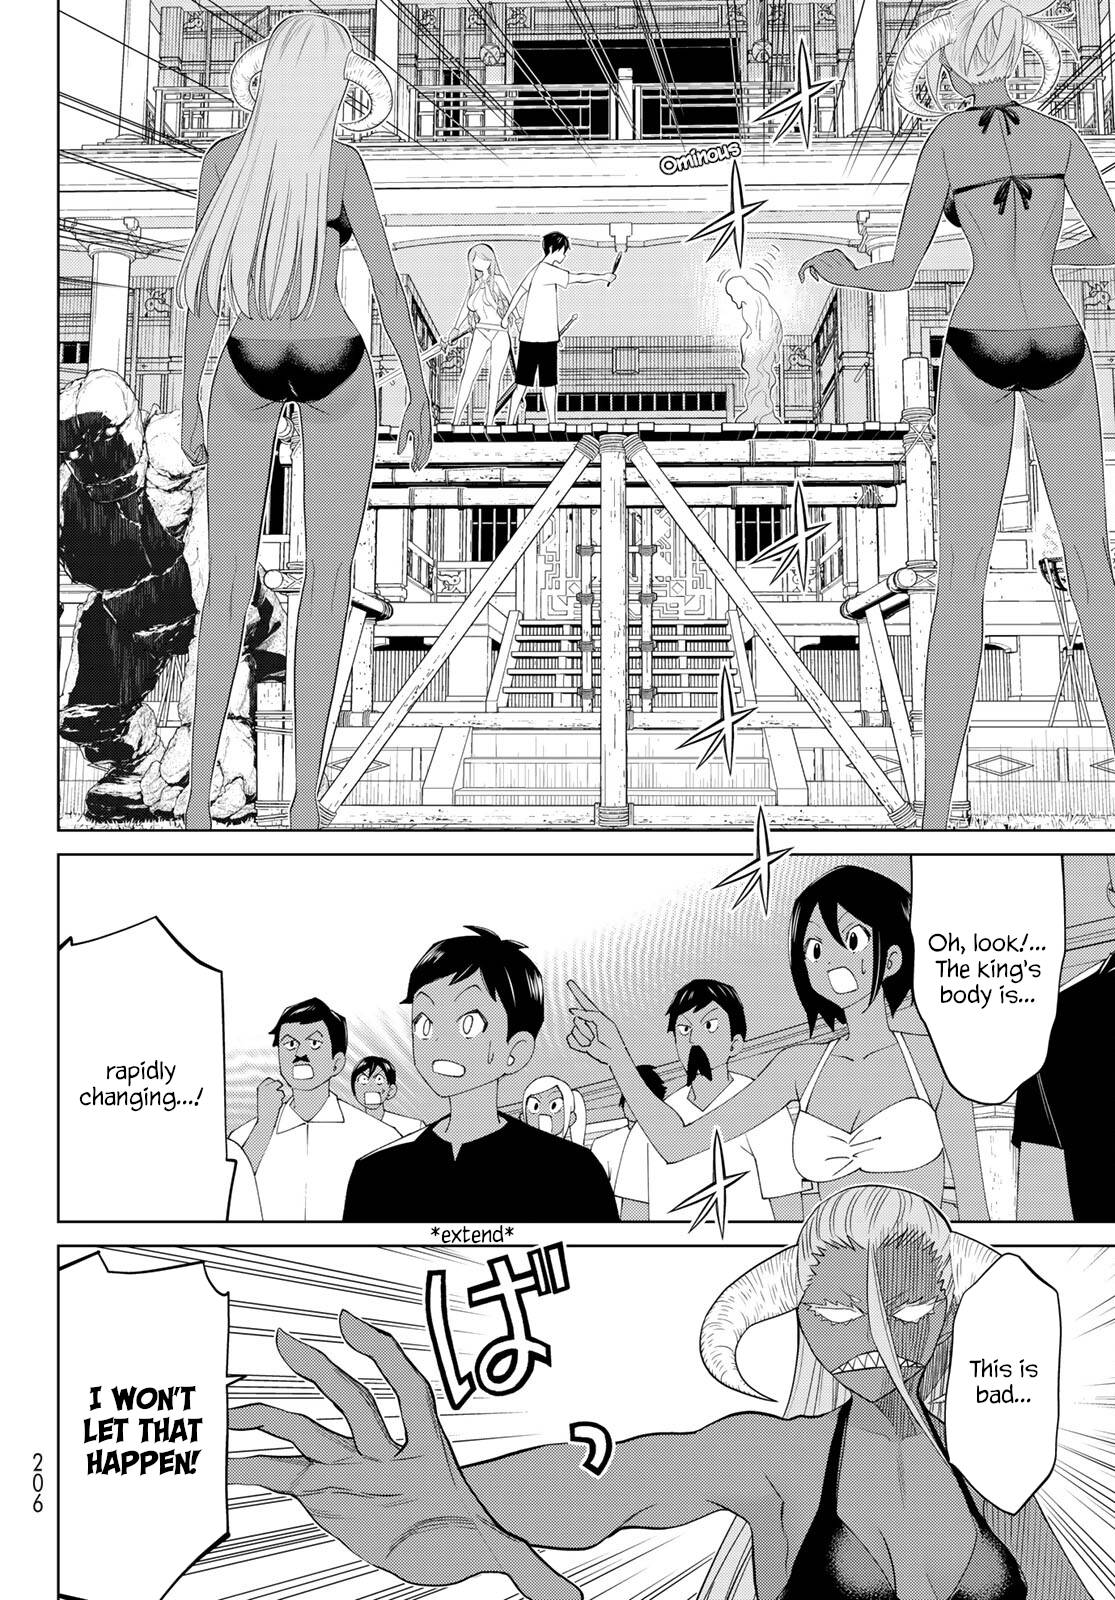 Ominous
Oh, look!...
The king's
body is...
rapidly
changing...!
*extend*
ばっ
This is
bad...
I WON'T
LET THAT
HAPPEN!
206